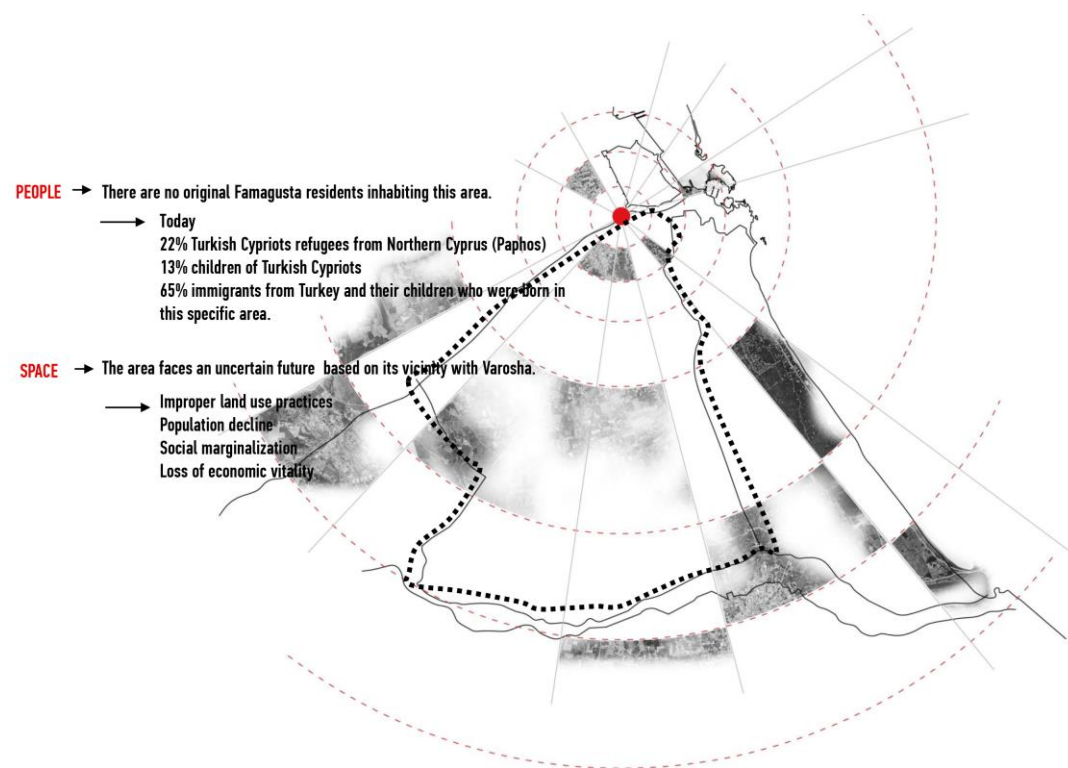 PEOPLE → There are no original Famagusta residents inhabiting this area.
→ Today
22% Turkish Cypriots refugees from Northern Cyprus (Paphos)
13% children of Turkish Cypriots
65% immigrants from Turkey and their children who were born in
this specific area.
SPACE → The area faces an uncertain future based on its vicinity with Varosha.
→ Improper land use practices
Population decline
Social marginalization
Loss of economic vitality